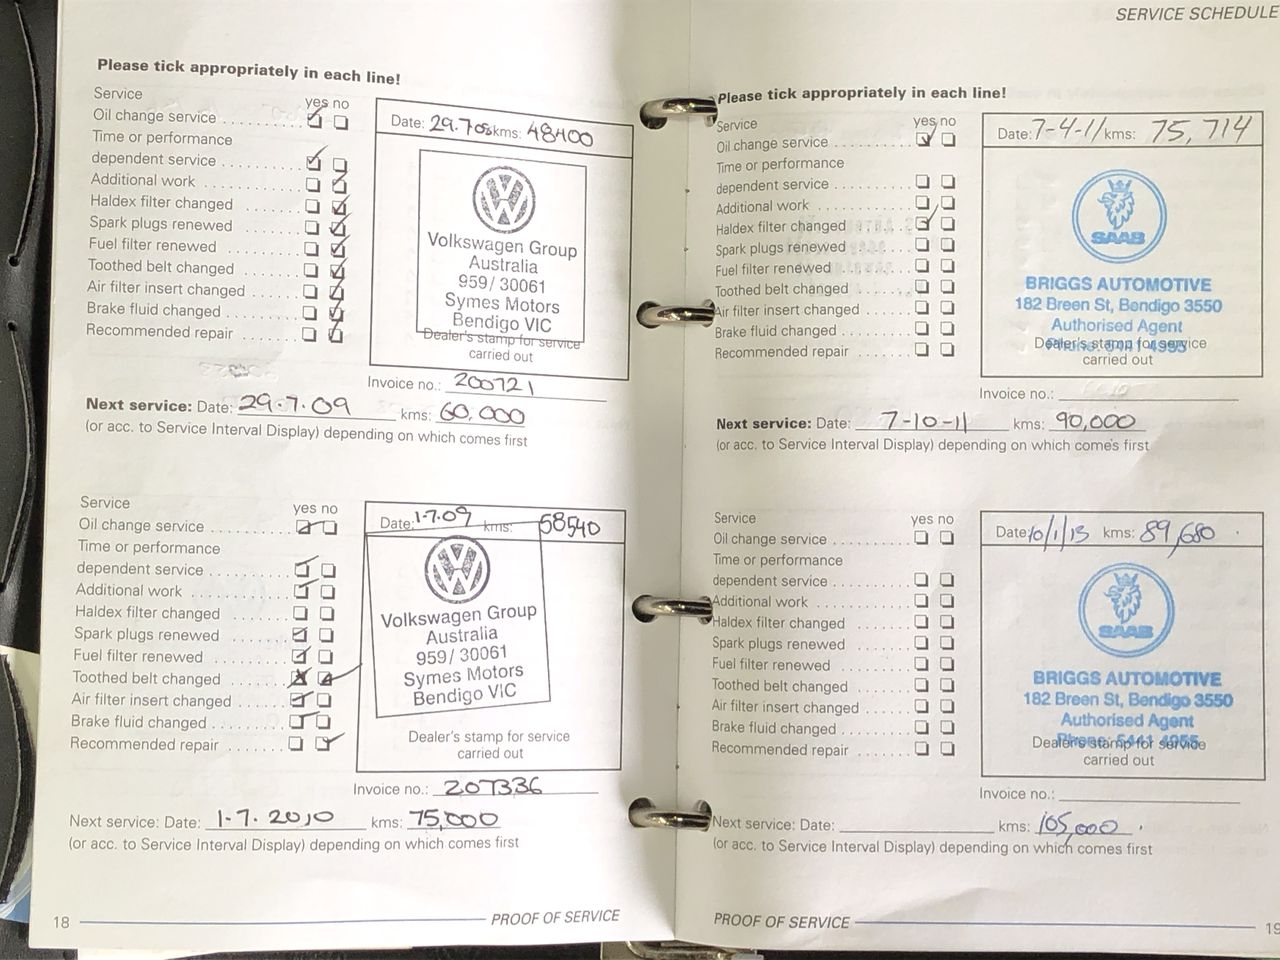 Please tick appropriately in each line!
Service
yes no
Oil change service
Time or performance
dependent service
Additional work
Haldex filter changed
Spark plugs renewed
Fuel filter renewed
Toothed belt changed
Air filter insert changed
Brake fluid changed
Recommended repair
Date: 29.7.08 kms: 48400
Volkswagen Group
Australia
959/ 30061
Symes Motors
Bendigo VIC
Dealer's stamp for service
carried out
Invoice no.: 200721
Next service: Date: 29.7.09 kms: 60,000
(or acc. to Service Interval Display) depending on which comes first
Service
yes no
Oil change service
Time or performance
dependent service
Additional work
Haldex filter changed
Spark plugs renewed
Fuel filter renewed
Toothed belt changed
Air filter insert changed
Brake fluid changed
Recommended repair
Date: 1-7.09 kms: 58540
Volkswagen Group
Australia
959/ 30061
Symes Motors
Bendigo VIC
Dealer's stamp for service
carried out
Invoice no.: 207336
Next service: Date: 1-7.2010 kms: 75,000
(or acc. to Service Interval Display) depending on which comes first
18 PROOF OF SERVICE
SERVICE SCHEDULE
Please tick appropriately in each line!
Service
yes no
Oil change service
Time or performance
dependent service
Additional work
Haldex filter changed
Spark plugs renewed
Fuel filter renewed
Toothed belt changed
Air filter insert changed
Brake fluid changed
Recommended repair
Date: 7-4-11 kms: 75,714
SAAB
BRIGGS AUTOMOTIVE
182 Breen St, Bendigo 3550
Authorised Agent
Phone: 5441 4955
Dealer's stamp for service
carried out
Invoice no.:
Next service: Date: 7-10-11 kms: 90,000
(or acc. to Service Interval Display) depending on which comes first
Service
yes no
Oil change service
Time or performance
dependent service
Additional work
Haldex filter changed
Spark plugs renewed
Fuel filter renewed
Toothed belt changed
Air filter insert changed
Brake fluid changed
Recommended repair
Date: 10/1/13 kms: 89,680
SAAB
BRIGGS AUTOMOTIVE
182 Breen St, Bendigo 3550
Authorised Agent
Phone: 5441 4955
Dealer's stamp for service
carried out
Invoice no.:
Next service: Date: kms: 105,000
(or acc. to Service Interval Display) depending on which comes first
PROOF OF SERVICE 19